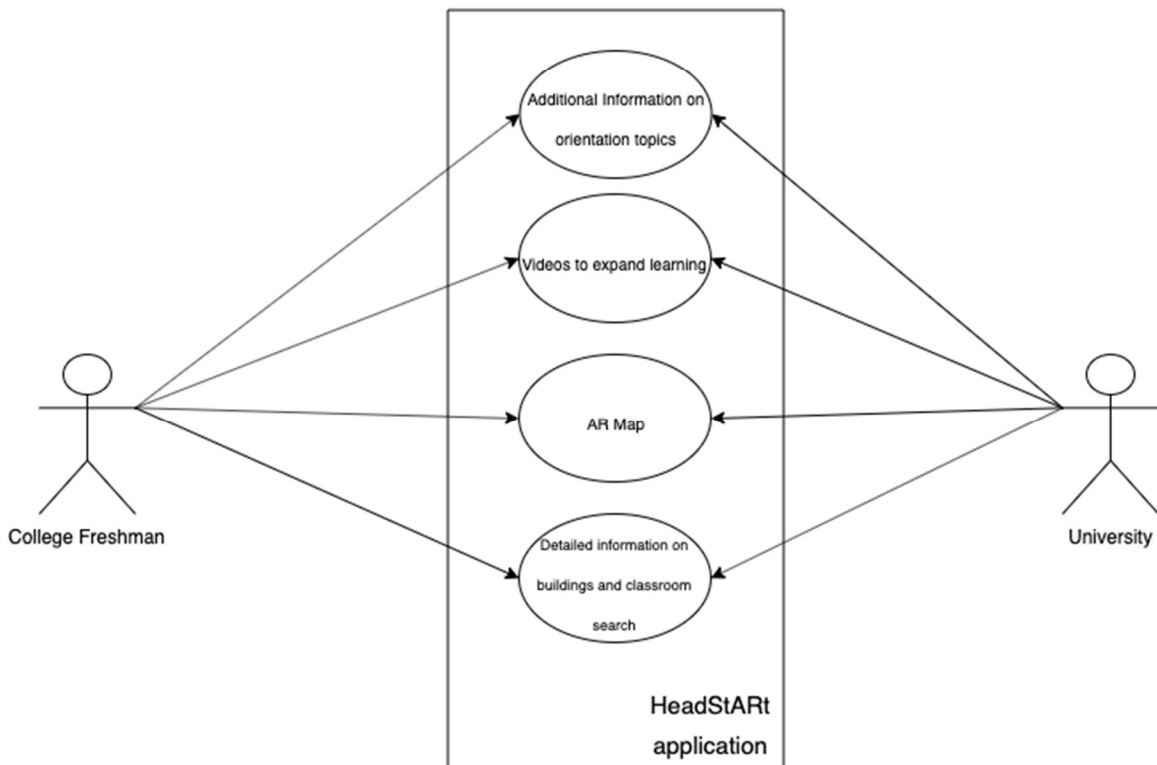 Additional Information on
orientation topics
Videos to expand learning
AR Map
College Freshman
University
Detailed information on
buildings and classroom
search
HeadStARt
application